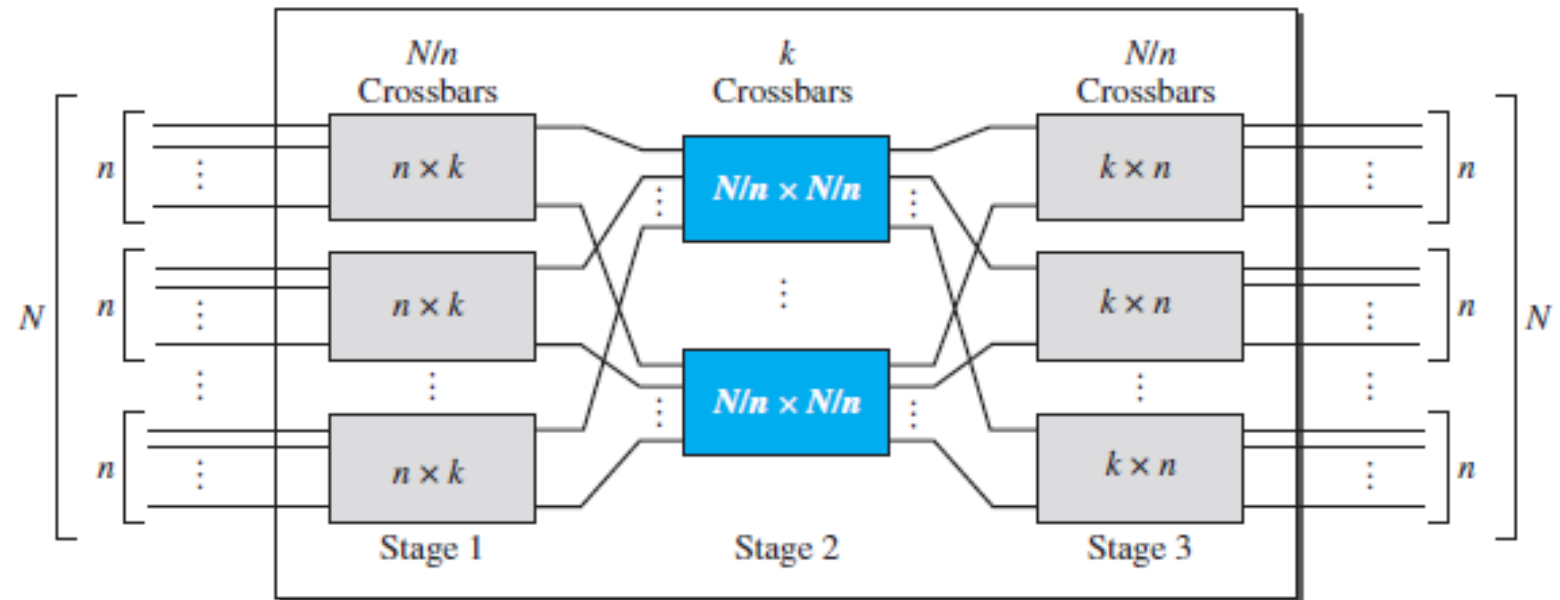 N/n
Crossbars
k
Crossbars
N/n
Crossbars
n
n × k
N/n × N/n
k × n
n
N
n
n × k
k × n
n
N
n
n × k
N/n × N/n
k × n
n
Stage 1
Stage 2
Stage 3